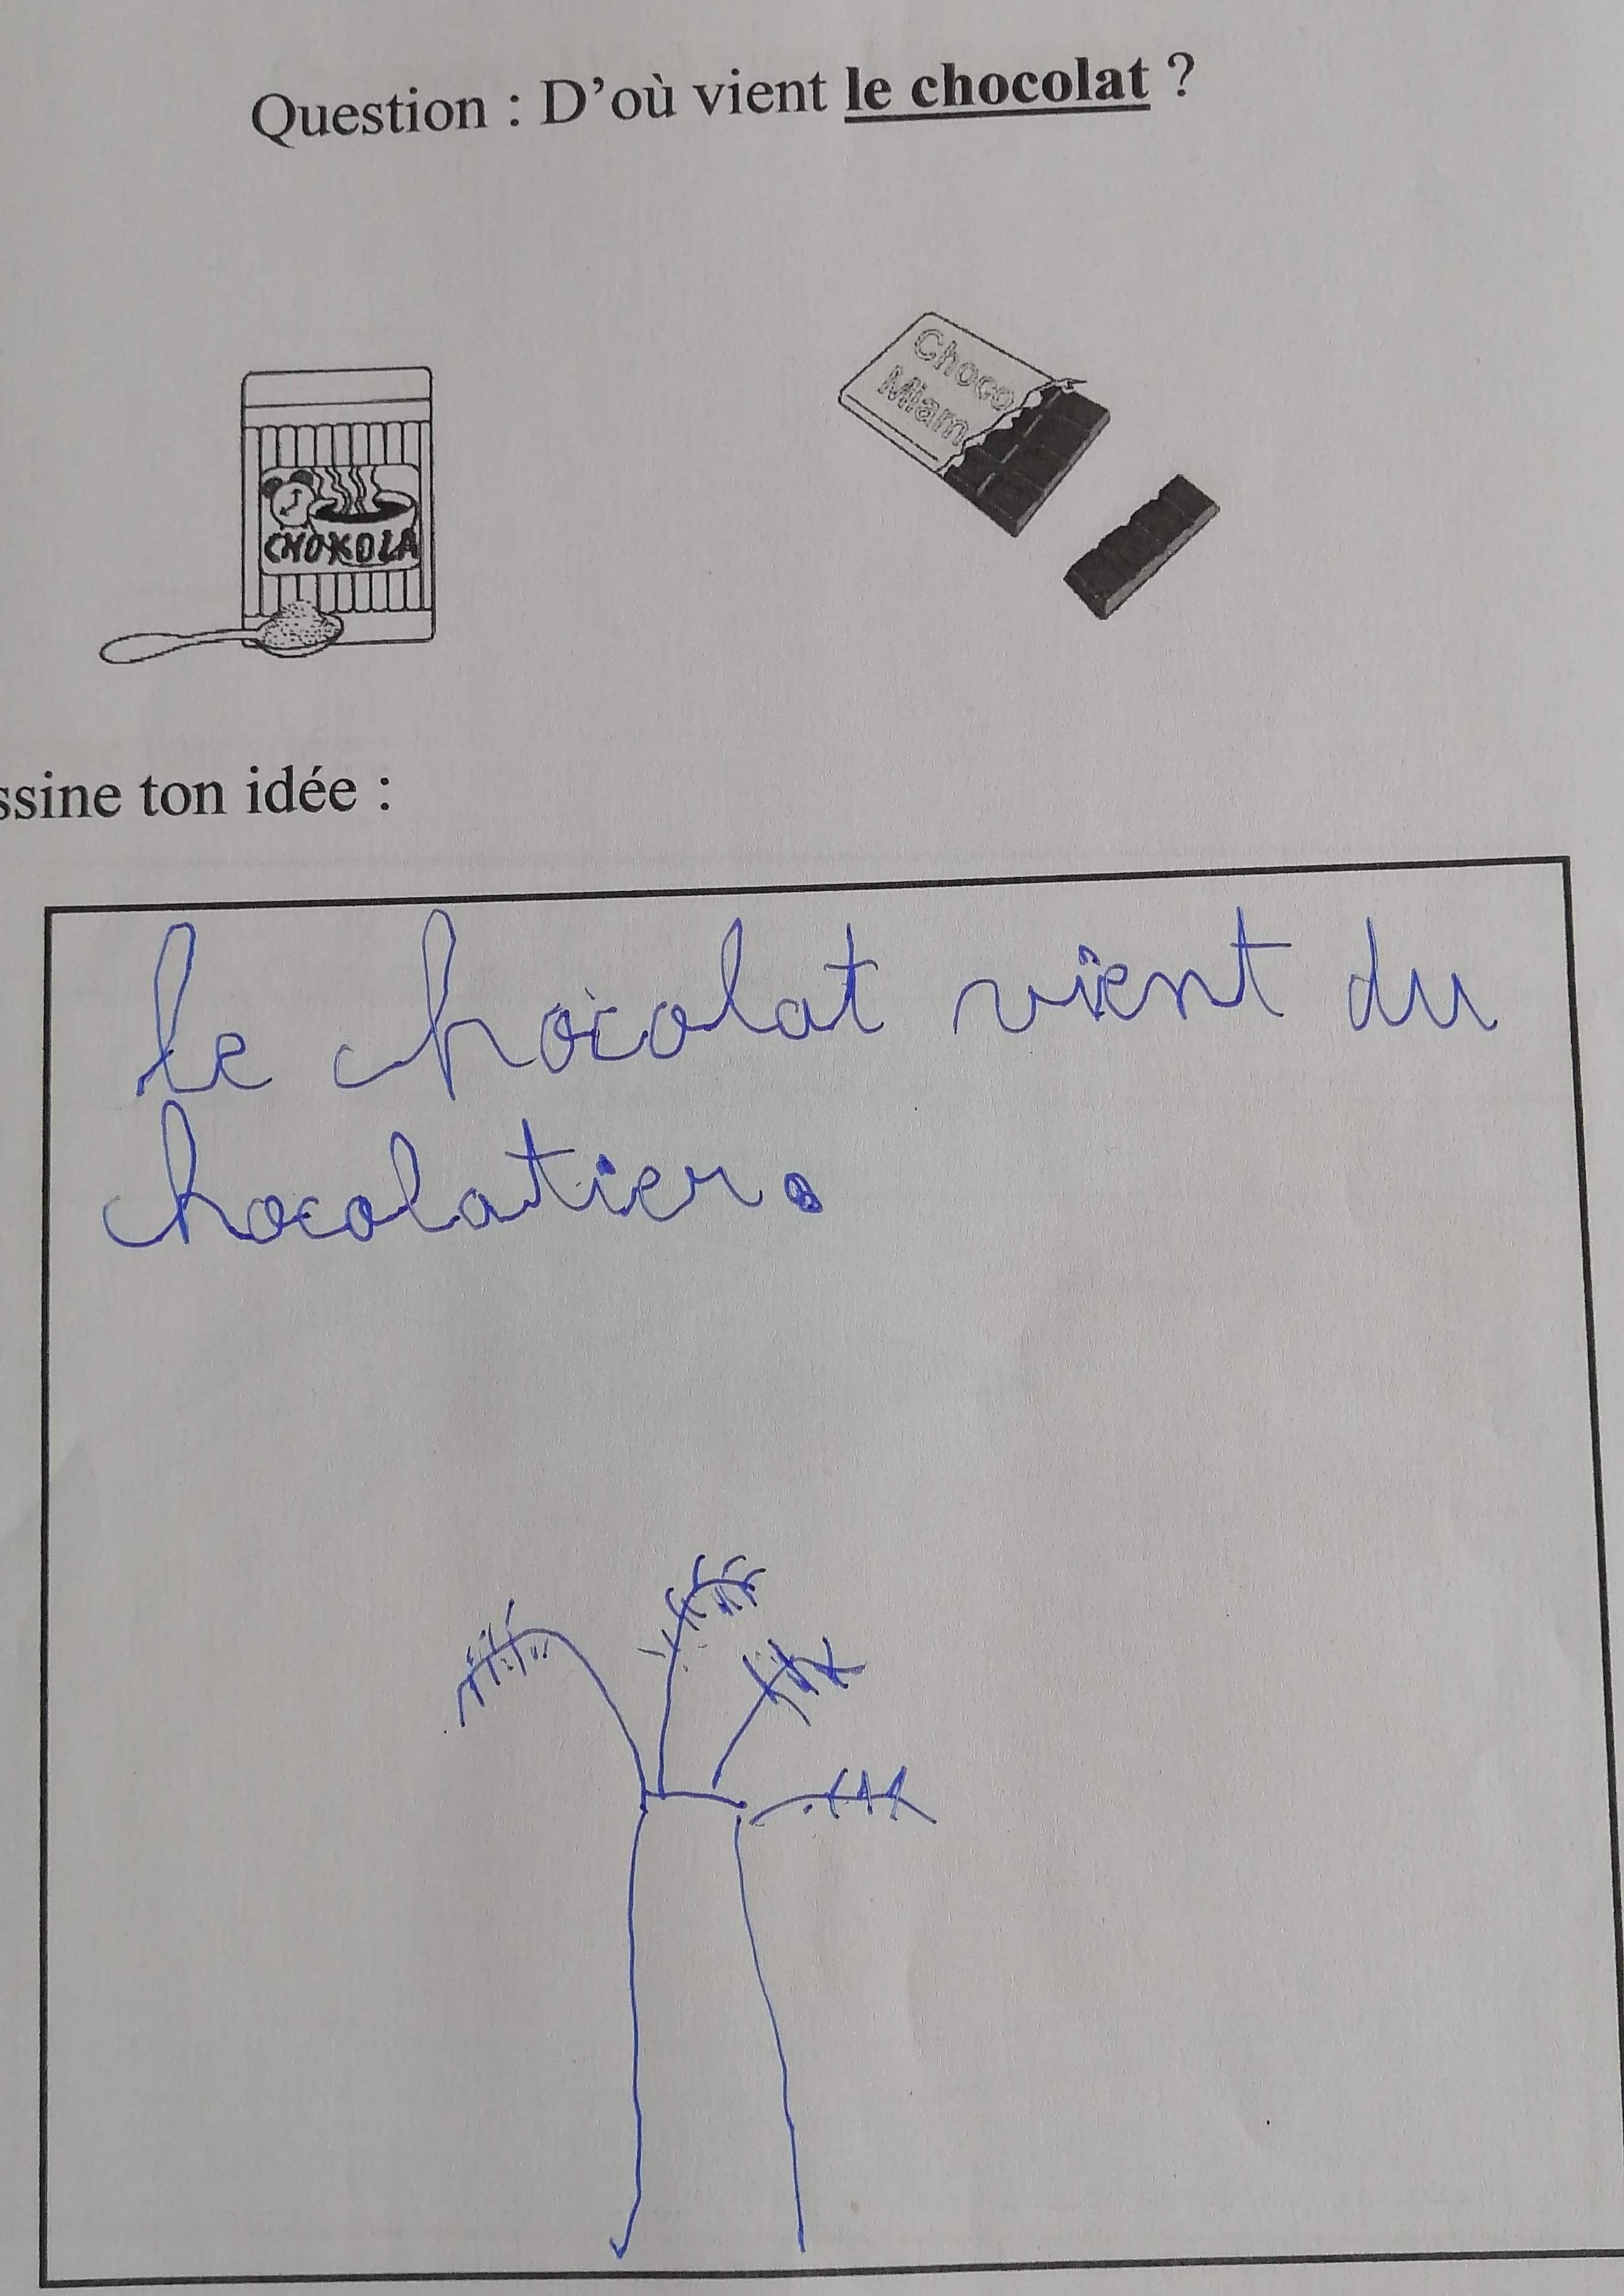 Question : D'où vient le chocolat ?
Choco
Miam
CHOKOLA
ssine ton idée :
le chocolat vient du
chocolatier.